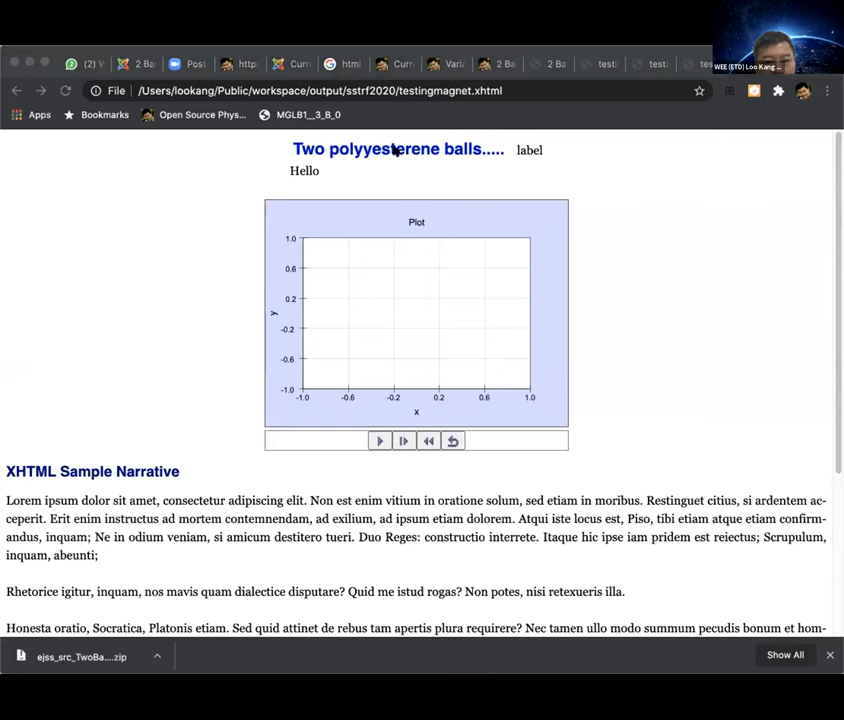 WEE (ETD) Loo Kang ...
(2) W
2 Ba
Post
http
Curr
html
Curr
Vari
2 Ba
2 Ba
testi
testi
tes
/Users/lookang/Public/workspace/output/sstrf2020/testingmagnet.xhtml
File
Apps
Bookmarks
Open Source Phys...
MGLB1__3_B_0
Two polyyesterene balls..... label
Hello
Plot
1.0
0.6
0.2
-0.2
-0.6
-1.0
y
-1.0 -0.6 -0.2 0.2 0.6 1.0
x
XHTML Sample Narrative
Lorem ipsum dolor sit amet, consectetur adipiscing elit. Non est enim vitium in oratione solum, sed etiam in moribus. Restinguet citius, si ardentem ac-
ceperit. Erit enim instructus ad mortem contemnendam, ad exilium, ad ipsum etiam dolorem. Atqui iste locus est, Piso, tibi etiam atque etiam confirm-
andus, inquam; Ne in odium veniam, si amicum destitero tueri. Duo Reges: constructio interrete. Itaque hic ipse iam pridem est reiectus; Scrupulum,
inquam, abeunti;
Rhetorice igitur, inquam, nos mavis quam dialectice disputare? Quid me istud rogas? Non potes, nisi retexueris illa.
Honesta oratio, Socratica, Platonis etiam. Sed quid attinet de rebus tam apertis plura requirere? Nec tamen ullo modo summum pecudis bonum et hom-
ejss_src_TwoBa....zip
Show All